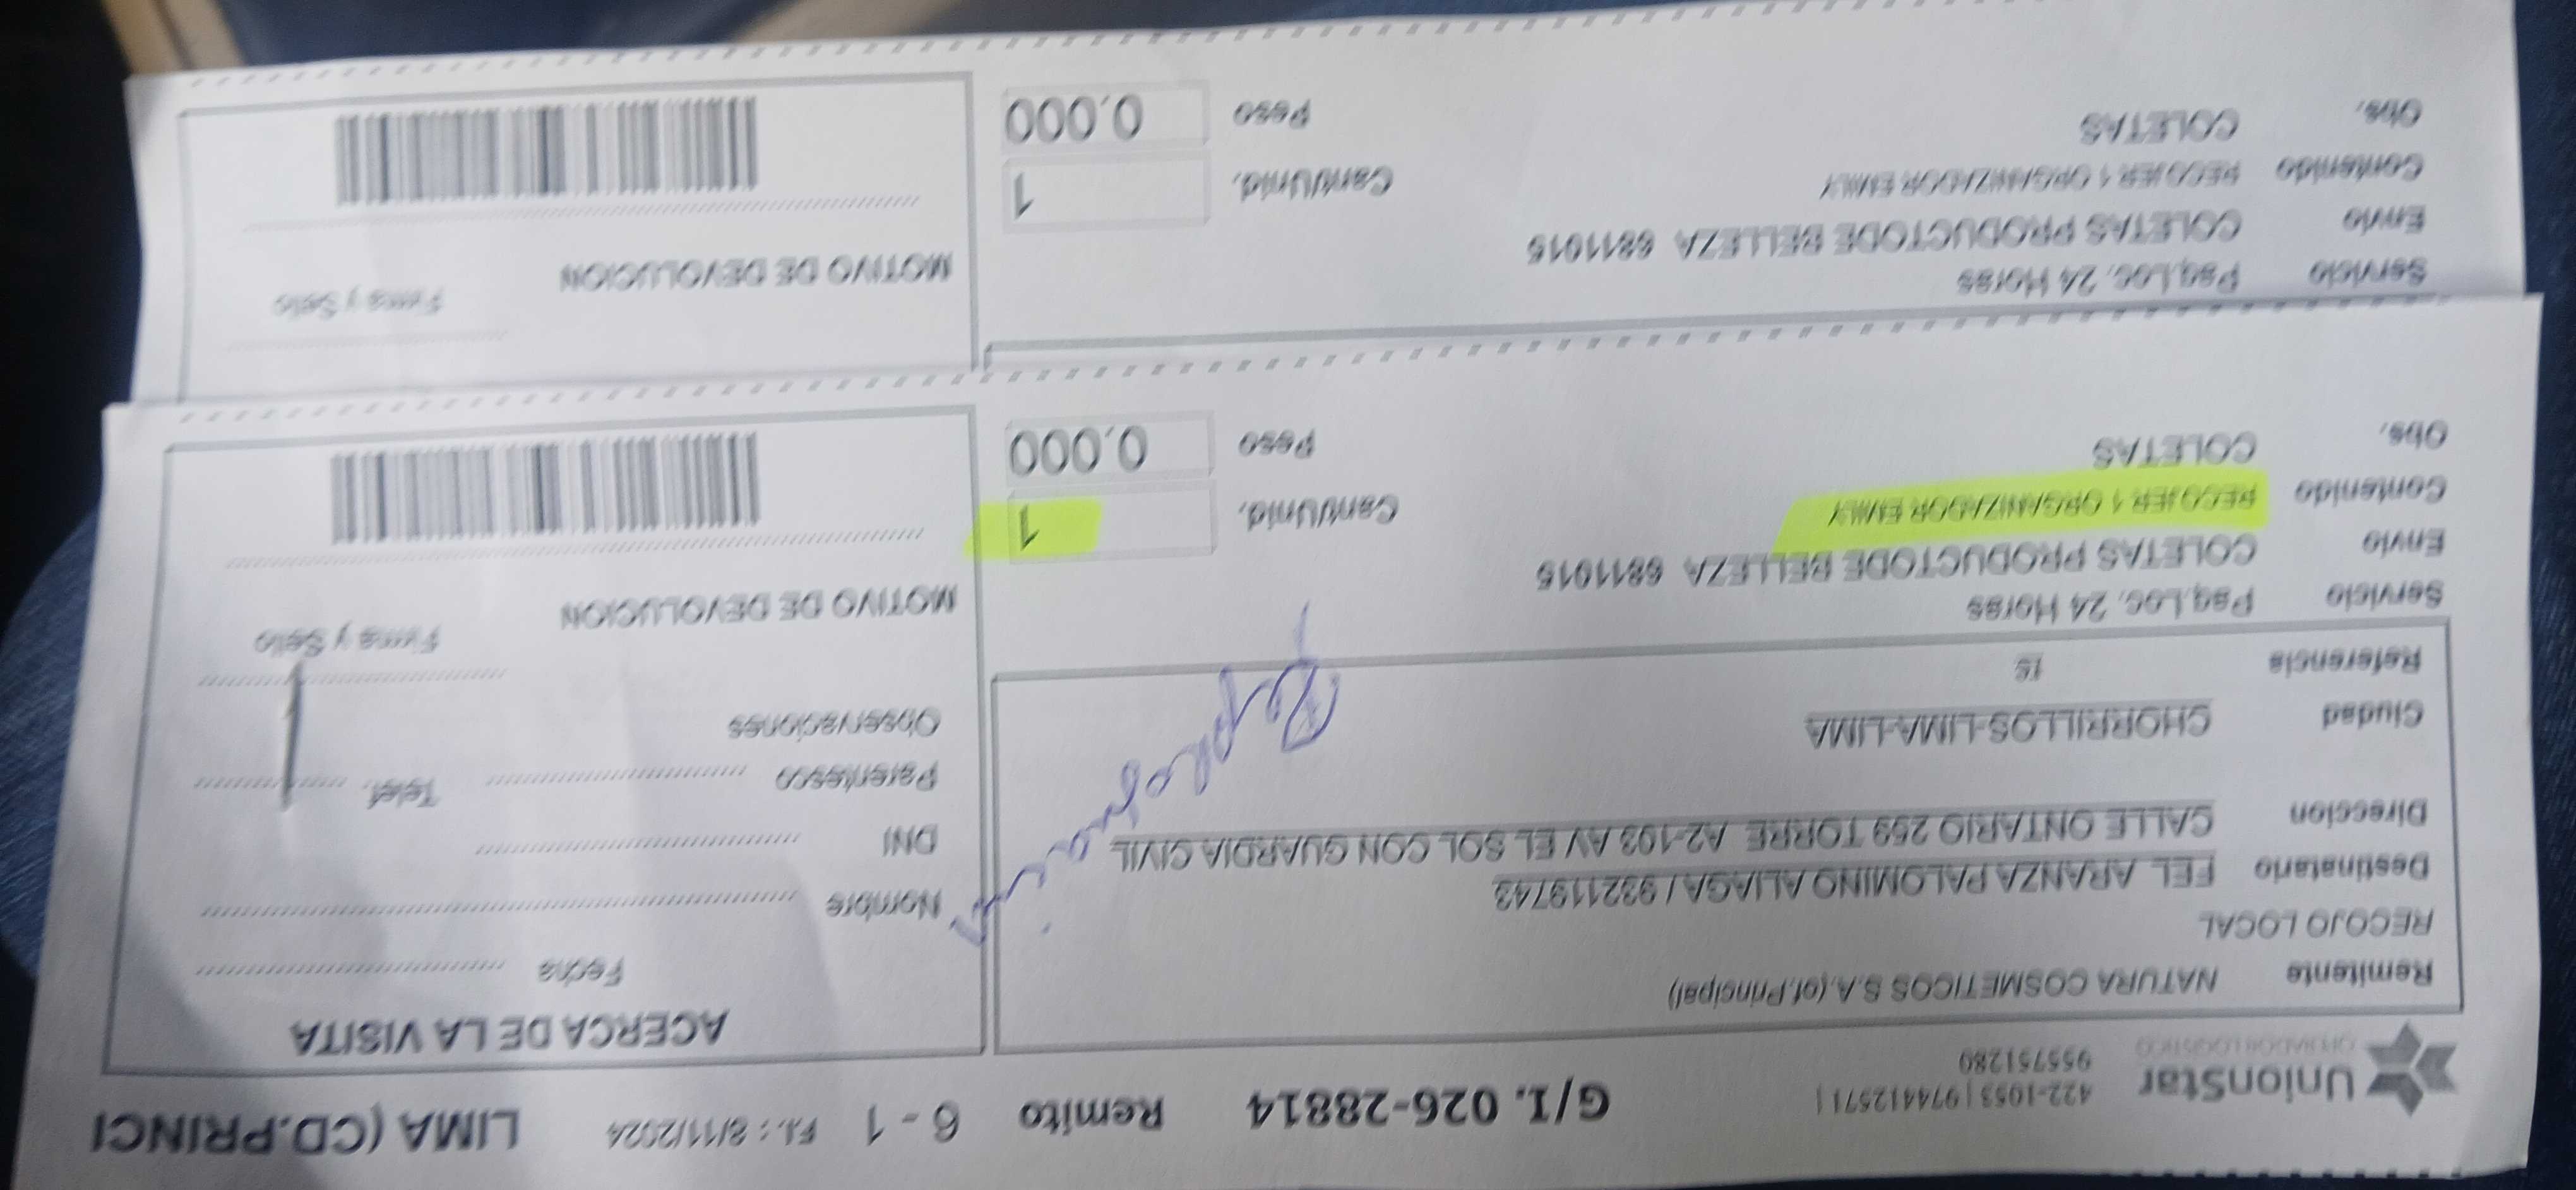 UnionStar
OPERADOR LOGISTICO
422-1053 | 974412571 |
955751280
G/I. 026-28814
Remito 6 - 1
F.I.: 8/11/2024
LIMA (CD.PRINCI
Remitente NATURA COSMETICOS S.A.(of.Principal)
RECOJO LOCAL
Destinatario FEL ARANZA PALOMINO ALIAGA / 932119743
Direccion CALLE ONTARIO 259 TORRE A2-103 AV EL SOL CON GUARDIA CIVIL
Ciudad CHORRILLOS-LIMA-LIMA
Referencia
Servicio Paq.Loc. 24 Horas
Envio COLETAS PRODUCTODE BELLEZA 6811015
Contenido RECOJER 1 ORGANIZADOR EMILY
Obs. COLETAS
Cant/Unid. 1
Peso 0.000
ACERCA DE LA VISITA
Fecha
Nombre
DNI
Parentesco Telef.
Observaciones
Firma y Sello
MOTIVO DE DEVOLUCION
Servicio Paq.Loc. 24 Horas
Envio COLETAS PRODUCTODE BELLEZA 6811015
Contenido RECOJER 1 ORGANIZADOR EMILY
Obs. COLETAS
Cant/Unid. 1
Peso 0.000
Firma y Sello
MOTIVO DE DEVOLUCION